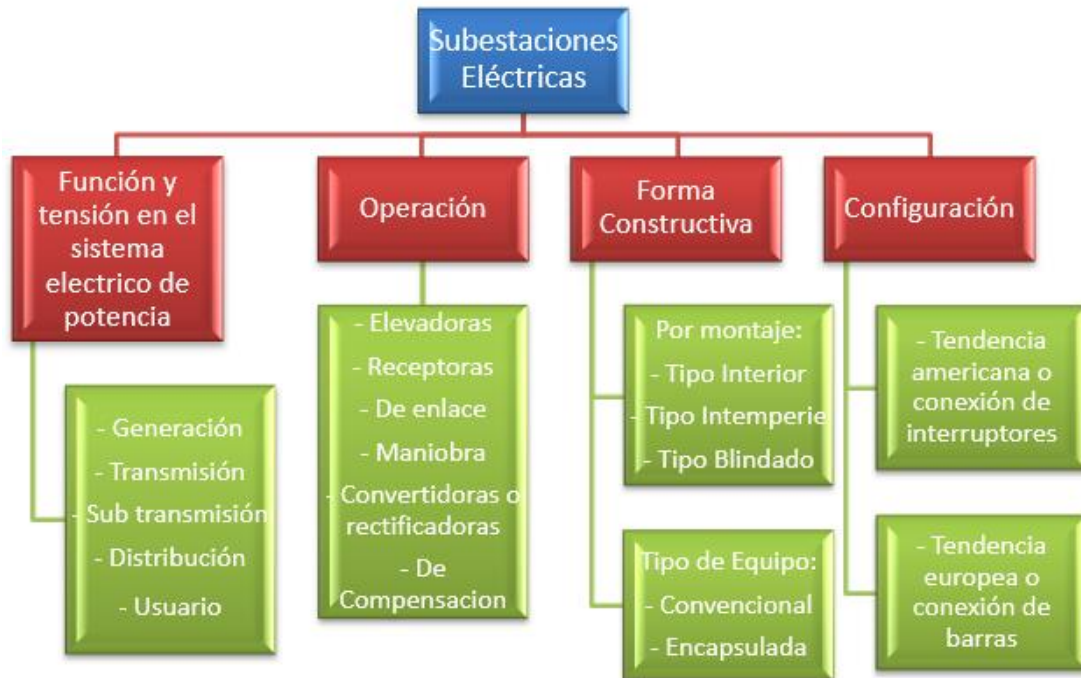 Subestaciones
Eléctricas
Función y
tensión en el
sistema
electrico de
potencia
- Generación
- Transmisión
- Sub transmisión
- Distribución
- Usuario
Operación
- Elevadoras
- Receptoras
- De enlace
- Maniobra
- Convertidoras o
rectificadoras
- De
Compensacion
Forma
Constructiva
Por montaje:
- Tipo Interior
- Tipo Intemperie
- Tipo Blindado
Tipo de Equipo:
- Convencional
- Encapsulada
Configuración
- Tendencia
americana o
conexión de
interruptores
- Tendencia
europea o
conexión de
barras